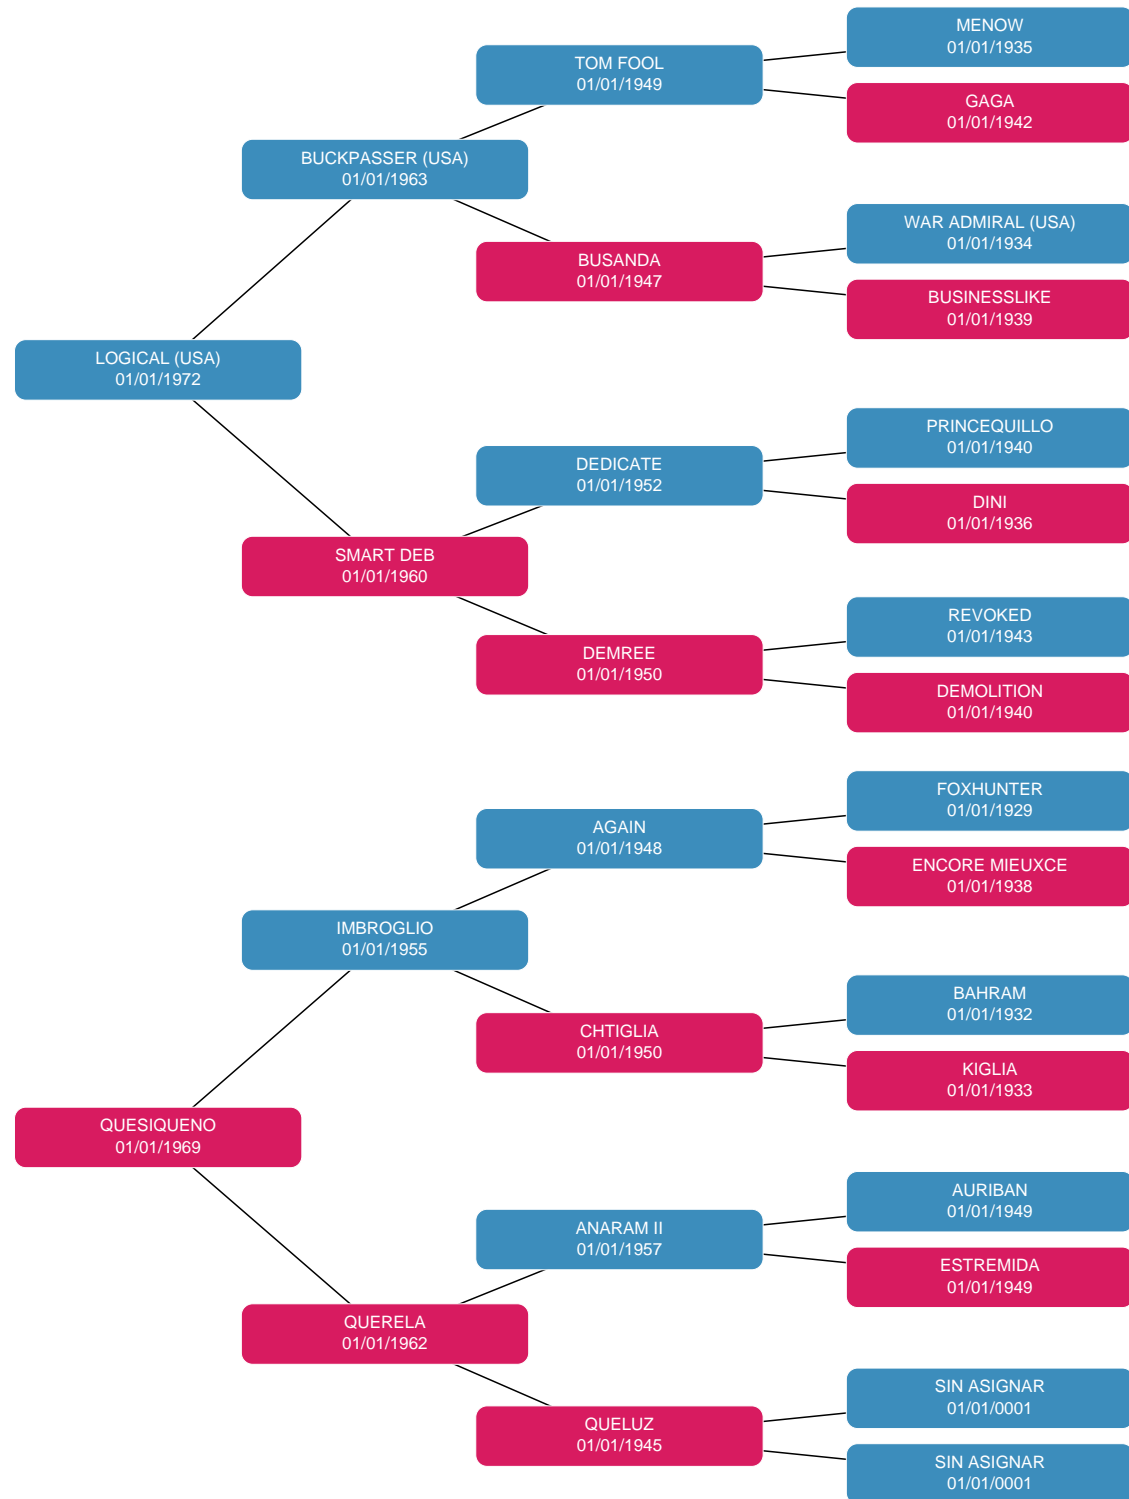 MENOW
01/01/1935
TOM FOOL
01/01/1949
GAGA
01/01/1942
BUCKPASSER (USA)
01/01/1963
WAR ADMIRAL (USA)
01/01/1934
BUSANDA
01/01/1947
BUSINESSLIKE
01/01/1939
LOGICAL (USA)
01/01/1972
PRINCEQUILLO
01/01/1940
DEDICATE
01/01/1952
DINI
01/01/1936
SMART DEB
01/01/1960
REVOKED
01/01/1943
DEMREE
01/01/1950
DEMOLITION
01/01/1940
FOXHUNTER
01/01/1929
AGAIN
01/01/1948
ENCORE MIEUXCE
01/01/1938
IMBROGLIO
01/01/1955
BAHRAM
01/01/1932
CHTIGLIA
01/01/1950
KIGLIA
01/01/1933
QUESIQUENO
01/01/1969
AURIBAN
01/01/1949
ANARAM II
01/01/1957
ESTREMIDA
01/01/1949
QUERELA
01/01/1962
SIN ASIGNAR
01/01/0001
QUELUZ
01/01/1945
SIN ASIGNAR
01/01/0001